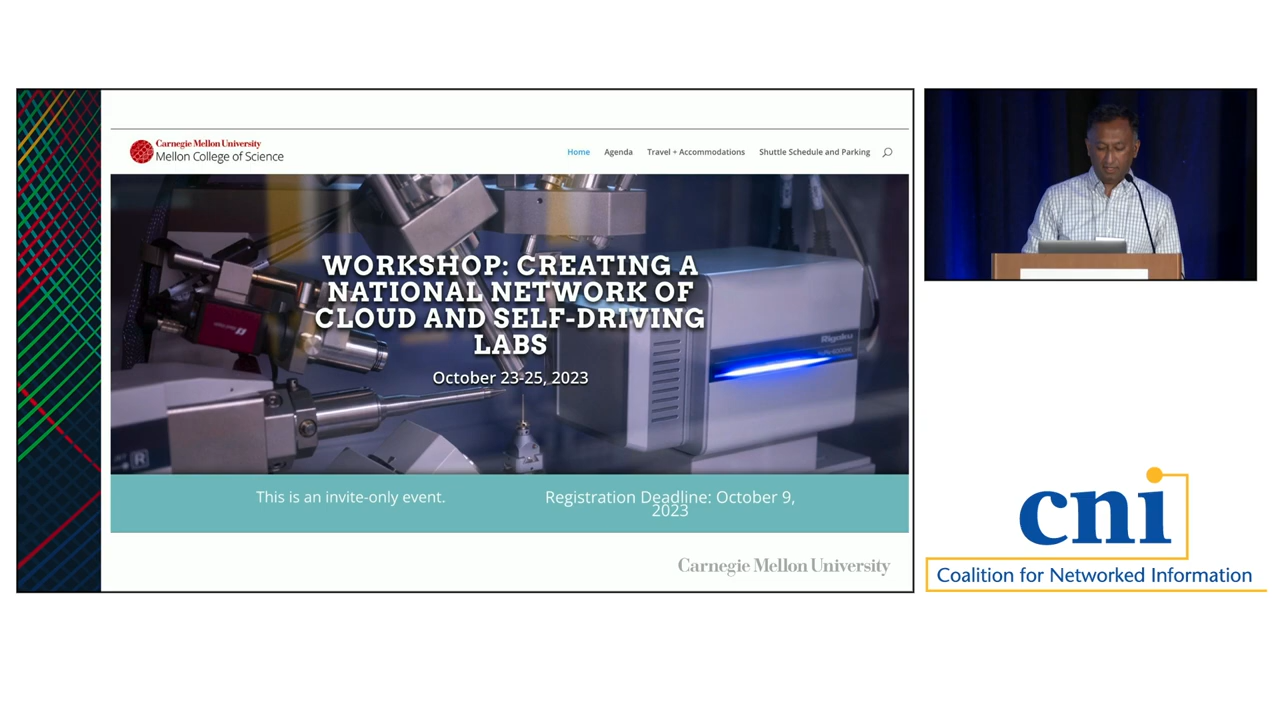 Carnegie Mellon University
Mellon College of Science
Home Agenda Travel + Accommodations Shuttle Schedule and Parking
WORKSHOP: CREATING A
NATIONAL NETWORK OF
CLOUD AND SELF-DRIVING
LABS
October 23-25, 2023
Rigaku
R
This is an invite-only event.
Registration Deadline: October 9,
2023
Carnegie Mellon University
cni
Coalition for Networked Information